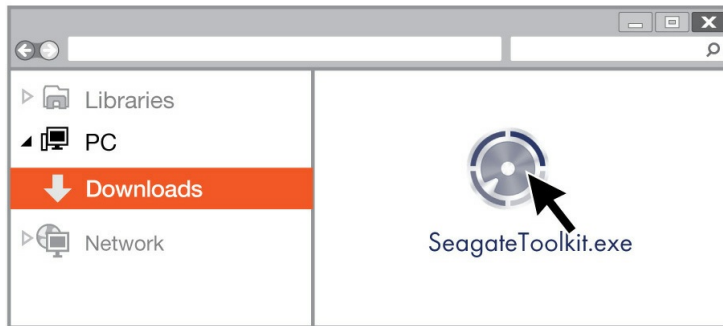 Libraries
PC
Downloads
Network
SeagateToolkit.exe